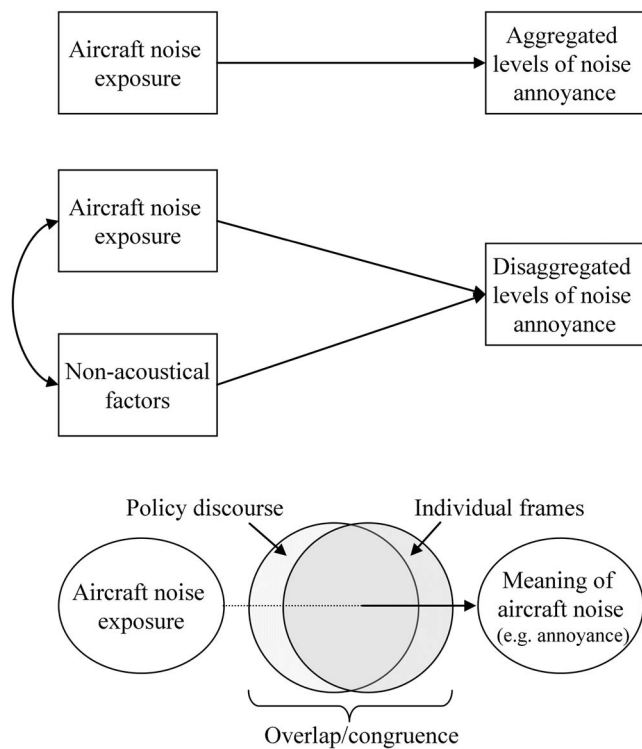 Aircraft noise
exposure
Aggregated
levels of noise
annoyance
Aircraft noise
exposure
Disaggregated
levels of noise
annoyance
Non-acoustical
factors
Policy discourse
Individual frames
Aircraft noise
exposure
Meaning of
aircraft noise
(e.g. annoyance)
Overlap/congruence